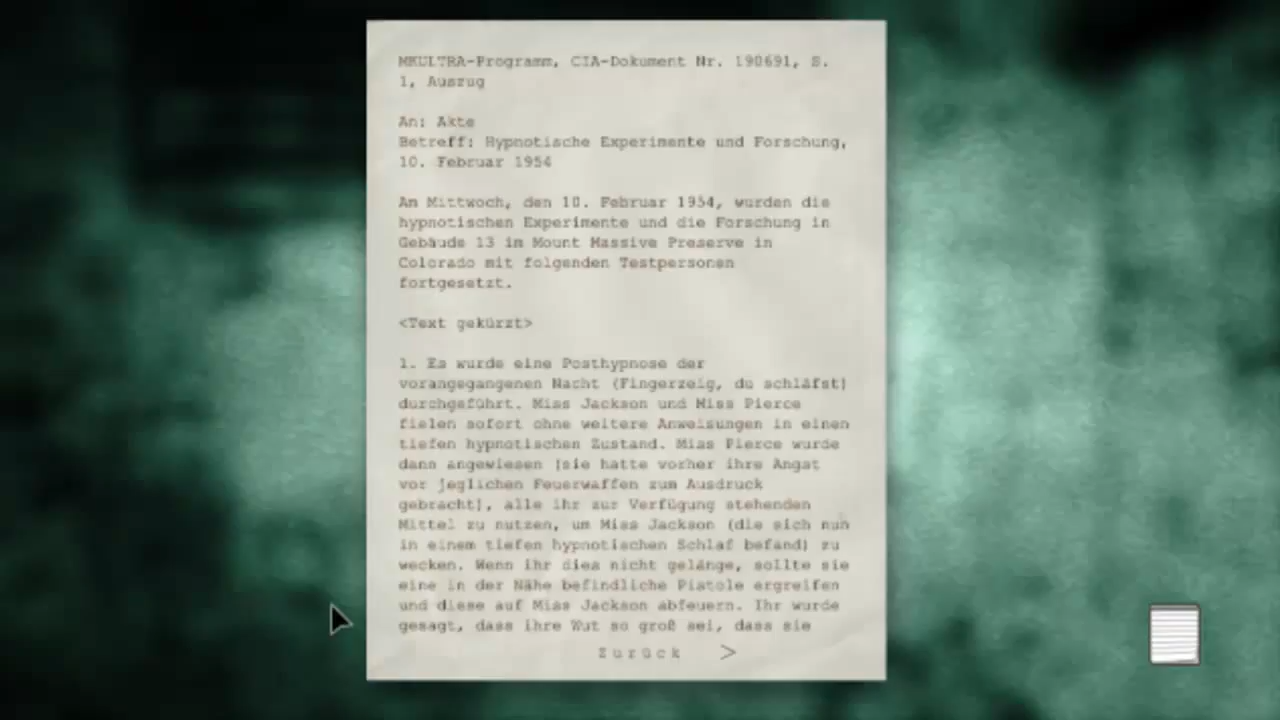 MKULTRA-Programm, CIA-Dokument Nr. 190691, S.
1, Auszug
An: Akte
Betreff: Hypnotische Experimente und Forschung,
10. Februar 1954
Am Mittwoch, den 10. Februar 1954, wurden die
hypnotischen Experimente und die Forschung in
Gebäude 13 im Mount Massive Preserve in
Colorado mit folgenden Testpersonen
fortgesetzt.
<Text gekürzt>
1. Es wurde eine Posthypnose der
vorangegangenen Nacht (Fingerzeig, du schläfst)
durchgeführt. Miss Jackson und Miss Pierce
fielen sofort ohne weitere Anweisungen in einen
tiefen hypnotischen Zustand. Miss Pierce wurde
dann angewiesen (sie hatte vorher ihre Angst
vor jeglichen Feuerwaffen zum Ausdruck
gebracht), alle ihr zur Verfügung stehenden
Mittel zu nutzen, um Miss Jackson (die sich nun
in einem tiefen hypnotischen Schlaf befand) zu
wecken. Wenn ihr dies nicht gelänge, sollte sie
eine in der Nähe befindliche Pistole ergreifen
und diese auf Miss Jackson abfeuern. Ihr wurde
gesagt, dass ihre Wut so groß sei, dass sie
Zurück >